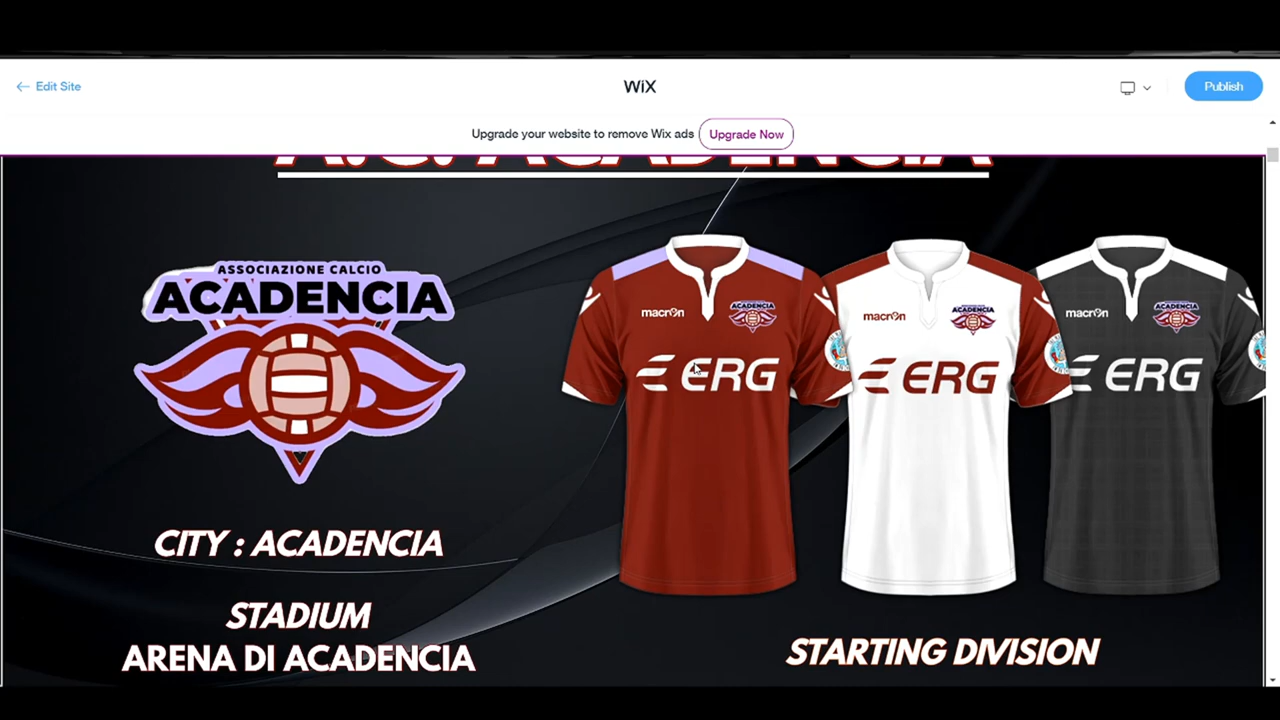 Edit Site
WiX
Publish
Upgrade your website to remove Wix ads
Upgrade Now
A.C. ACADENCIA
ASSOCIAZIONE CALCIO
ACADENCIA
macron
ACADENCIA
ERG
macron
ACADENCIA
ERG
macron
ACADENCIA
ERG
CITY : ACADENCIA
STADIUM
ARENA DI ACADENCIA
STARTING DIVISION